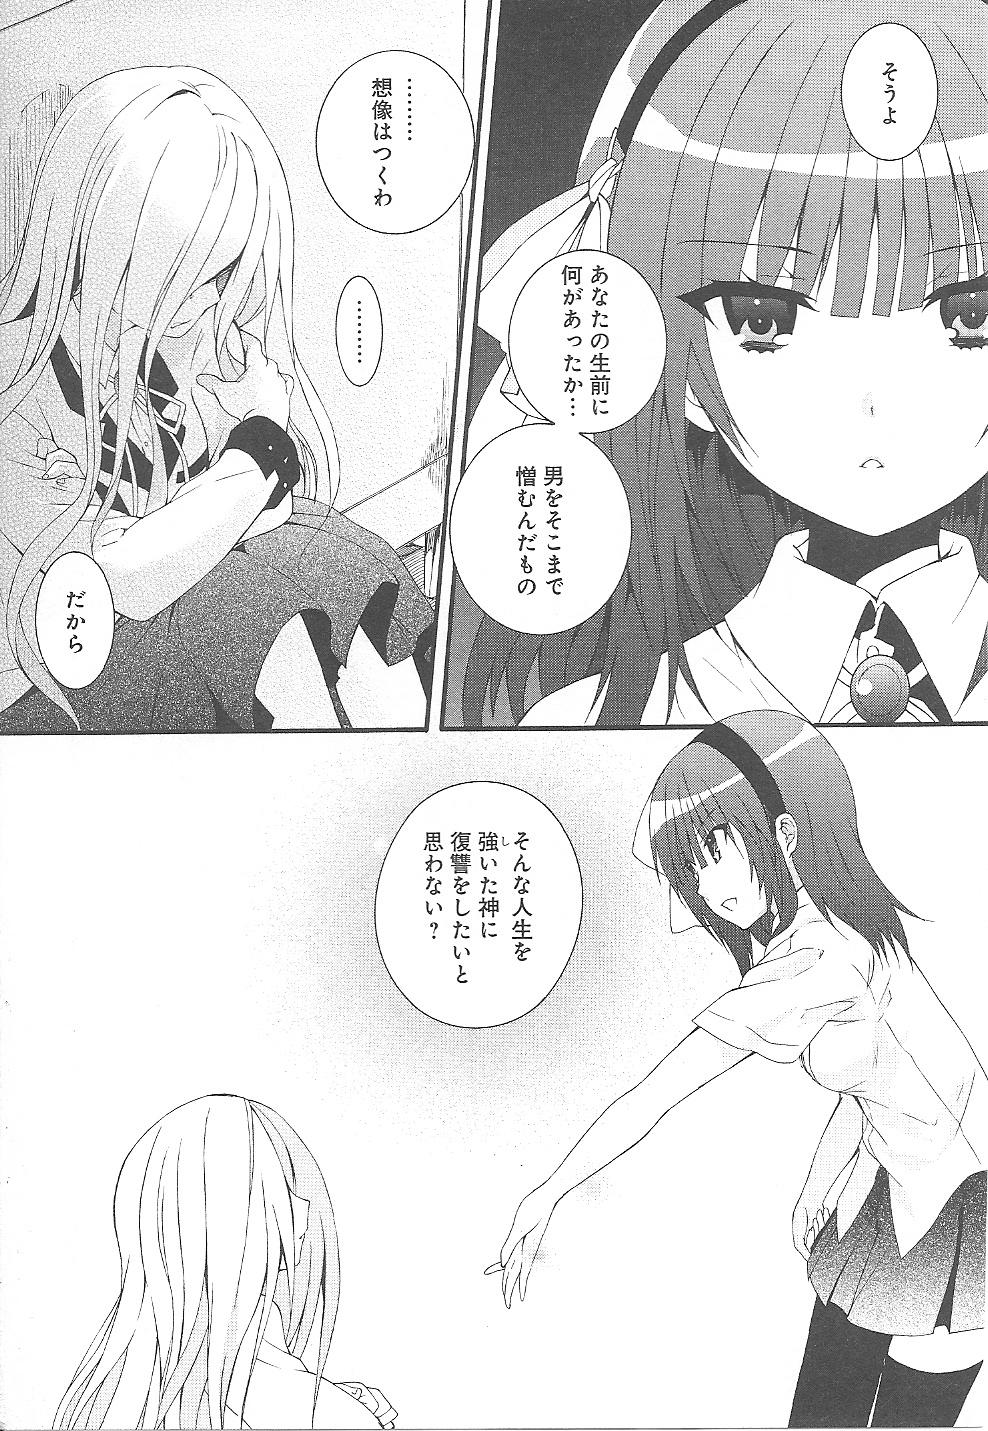 そうよ
あなたの生前に
何があったか…
男をそこまで
憎むんだもの
………
想像はつくわ
………
だから
そんな人生を
強いた神に
し
復讐をしたいと
思わない?